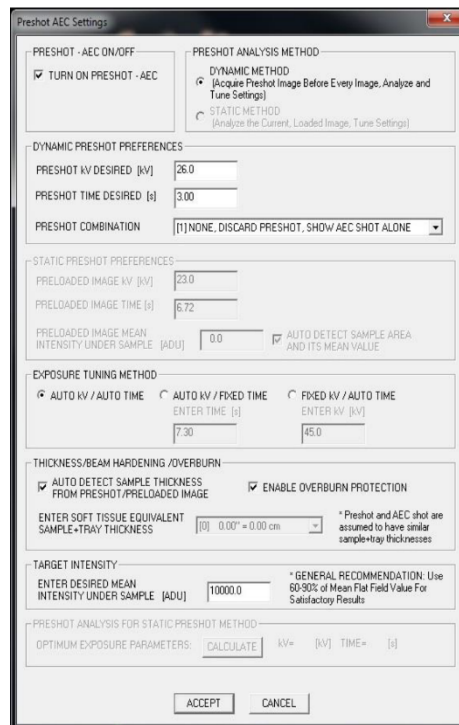 Preshot AEC Settings
x
PRESHOT - AEC ON/OFF
TURN ON PRESHOT - AEC
PRESHOT ANALYSIS METHOD
DYNAMIC METHOD
(Acquire Preshot Image Before Every Image, Analyze and
Tune Settings)
STATIC METHOD
(Analyze the Current, Loaded Image, Tune Settings)
DYNAMIC PRESHOT PREFERENCES
PRESHOT kV DESIRED [kV] 26.0
PRESHOT TIME DESIRED [s] 3.00
PRESHOT COMBINATION [1] NONE, DISCARD PRESHOT, SHOW AEC SHOT ALONE
STATIC PRESHOT PREFERENCES
PRELOADED IMAGE kV [kV] 23.0
PRELOADED IMAGE TIME [s] 6.72
PRELOADED IMAGE MEAN
INTENSITY UNDER SAMPLE [ADU] 0.0
AUTO DETECT SAMPLE AREA
AND ITS MEAN VALUE
EXPOSURE TUNING METHOD
AUTO kV / AUTO TIME
AUTO kV / FIXED TIME
ENTER TIME [s]
7.30
FIXED kV / AUTO TIME
ENTER kV [kV]
45.0
THICKNESS/BEAM HARDENING /OVERBURN
AUTO DETECT SAMPLE THICKNESS
FROM PRESHOT/PRELOADED IMAGE
ENABLE OVERBURN PROTECTION
ENTER SOFT TISSUE EQUIVALENT
SAMPLE+TRAY THICKNESS
[0] 0.00" = 0.00 cm
* Preshot and AEC shot are
assumed to have similar
sample+tray thicknesses
TARGET INTENSITY
ENTER DESIRED MEAN
INTENSITY UNDER SAMPLE [ADU] 10000.0
* GENERAL RECOMMENDATION: Use
60-90% of Mean Flat Field Value For
Satisfactory Results
PRESHOT ANALYSIS FOR STATIC PRESHOT METHOD
OPTIMUM EXPOSURE PARAMETERS: CALCULATE kV= [kV] TIME= [s]
ACCEPT CANCEL